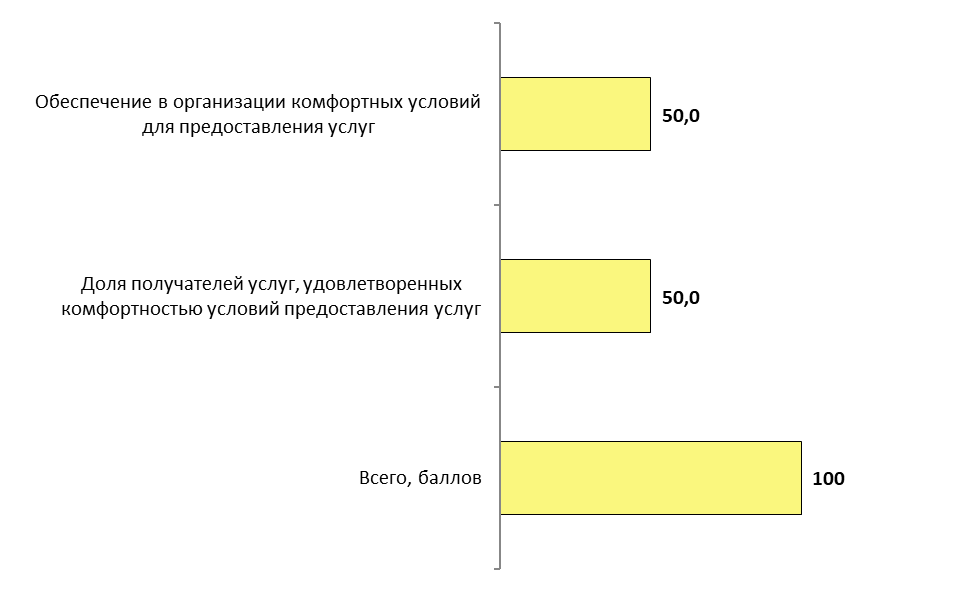 Обеспечение в организации комфортных условий
для предоставления услуг
50,0
Доля получателей услуг, удовлетворенных
комфортностью условий предоставления услуг
50,0
Всего, баллов
100